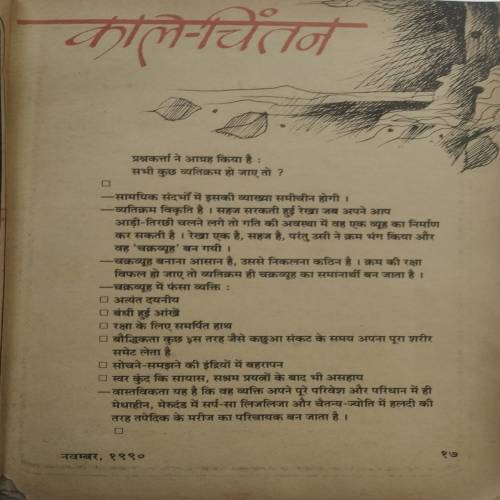 काल-चिंतन
प्रश्नकर्त्ता ने आग्रह किया है :
सभी कुछ व्यतिक्रम हो जाए तो ?
□
—सामयिक संदर्भों में इसकी व्याख्या समीचीन होगी ।
—व्यतिक्रम विकृति है । सहज सरकती हुई रेखा जब अपने आप
आड़ी-तिरछी चलने लगे तो गति की अवस्था में वह एक व्यूह का निर्माण
कर सकती है । रेखा एक है, सहज है, परंतु उसी ने क्रम भंग किया और
वह 'चक्रव्यूह' बन गयी ।
—चक्रव्यूह बनाना आसान है, उससे निकलना कठिन है । क्रम की रक्षा
विफल हो जाए तो व्यतिक्रम ही चक्रव्यूह का समानार्थी बन जाता है ।
—चक्रव्यूह में फंसा व्यक्ति :
□ अत्यंत दयनीय
□ बंधी हुई आंखें
□ रक्षा के लिए समर्पित हाथ
□ बौद्धिकता कुछ इस तरह जैसे कछुआ संकट के समय अपना पूरा शरीर
समेट लेता है
□ सोचने-समझने की इंद्रियों में बहरापन
□ स्वर कुंद कि सायास, सश्रम प्रयत्नों के बाद भी असहाय
—वास्तविकता यह है कि वह व्यक्ति अपने पूरे परिवेश और परिधान में ही
मेधाहीन, मेरुदंड में सर्प-सा लिजलिजा और चैतन्य-ज्योति में हलदी की
तरह तपेदिक के मरीज का परिचायक बन जाता है ।
□
नवम्बर, १९९०
१७